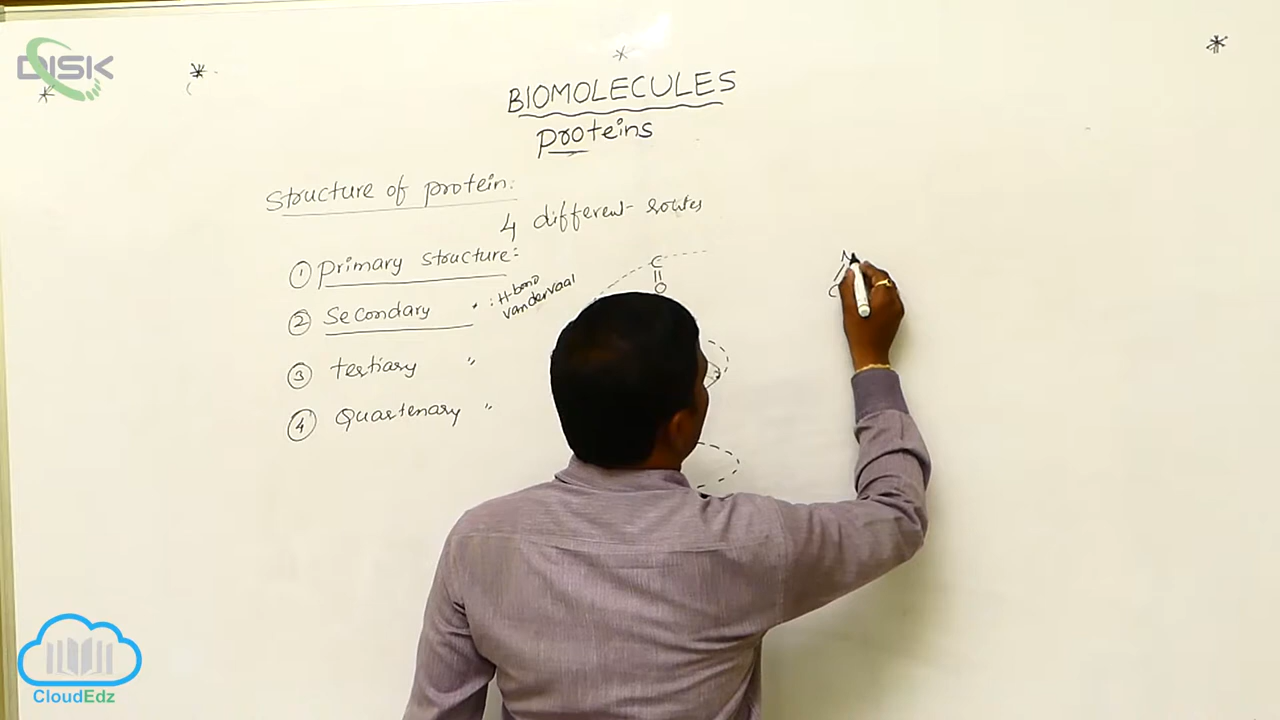 DISK
BIOMOLECULES
proteins
Structure of protein:
4 different routes
① primary structure:
② Secondary " : H-bond
vandervaal
③ tertiary "
④ Quartenary "
C
||
O
N
C
CloudEdz